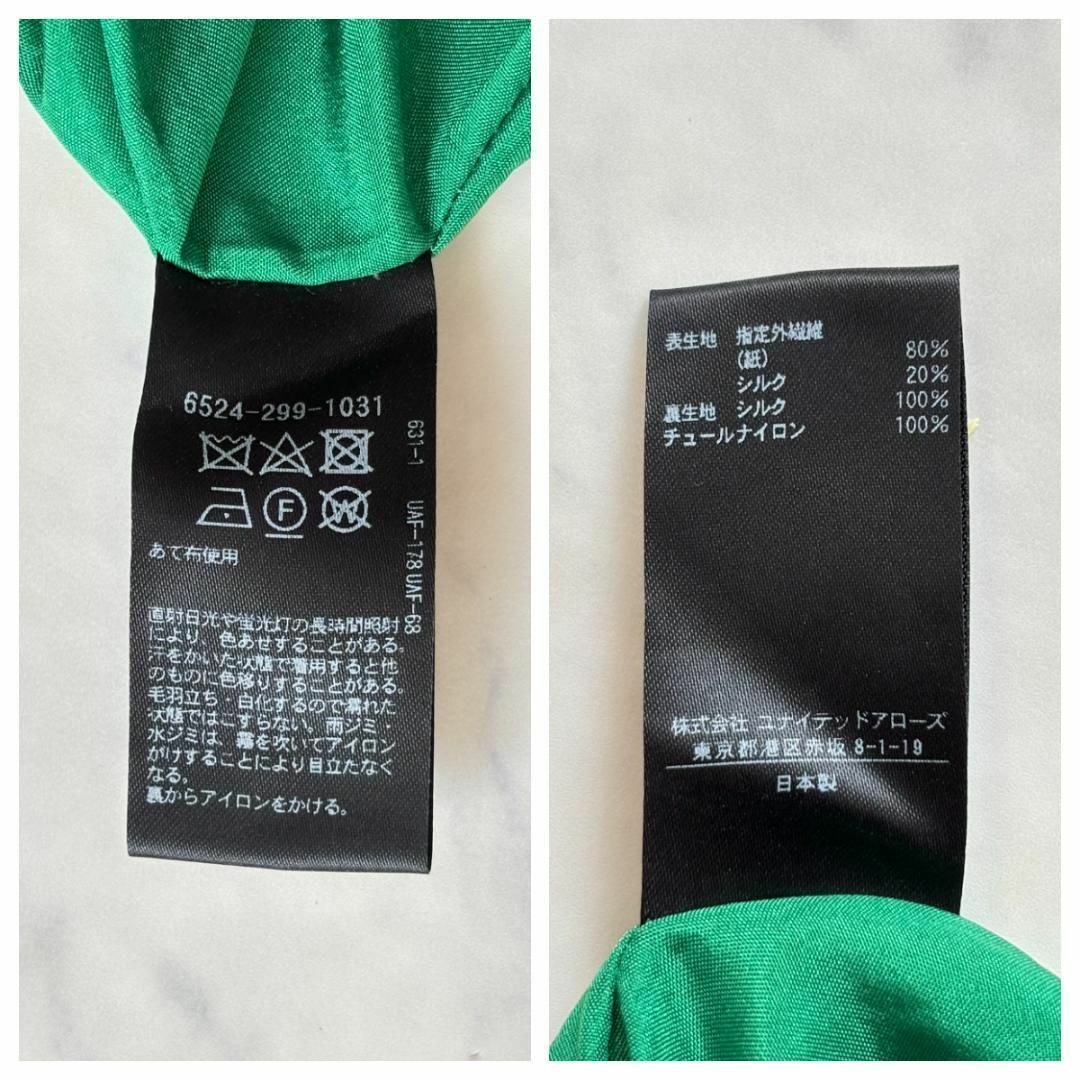 6524-299-1031
F
W
631-1 UAF-178 UAF-68
あて布使用
直射日光や蛍光灯の長時間照射
により、色あせすることがある。
汗をかいた状態で着用すると他
のものに色移りすることがある。
毛羽立ち・白化するので濡れた
状態ではこすらない。雨ジミ・
水ジミは、霧を吹いてアイロン
がけすることにより目立たなく
なる。
裏からアイロンをかける。
表生地 指定外繊維
(紙) 80%
シルク 20%
裏生地 シルク 100%
チュールナイロン 100%
株式会社 ユナイテッドアローズ
東京都港区赤坂 8-1-19
日本製